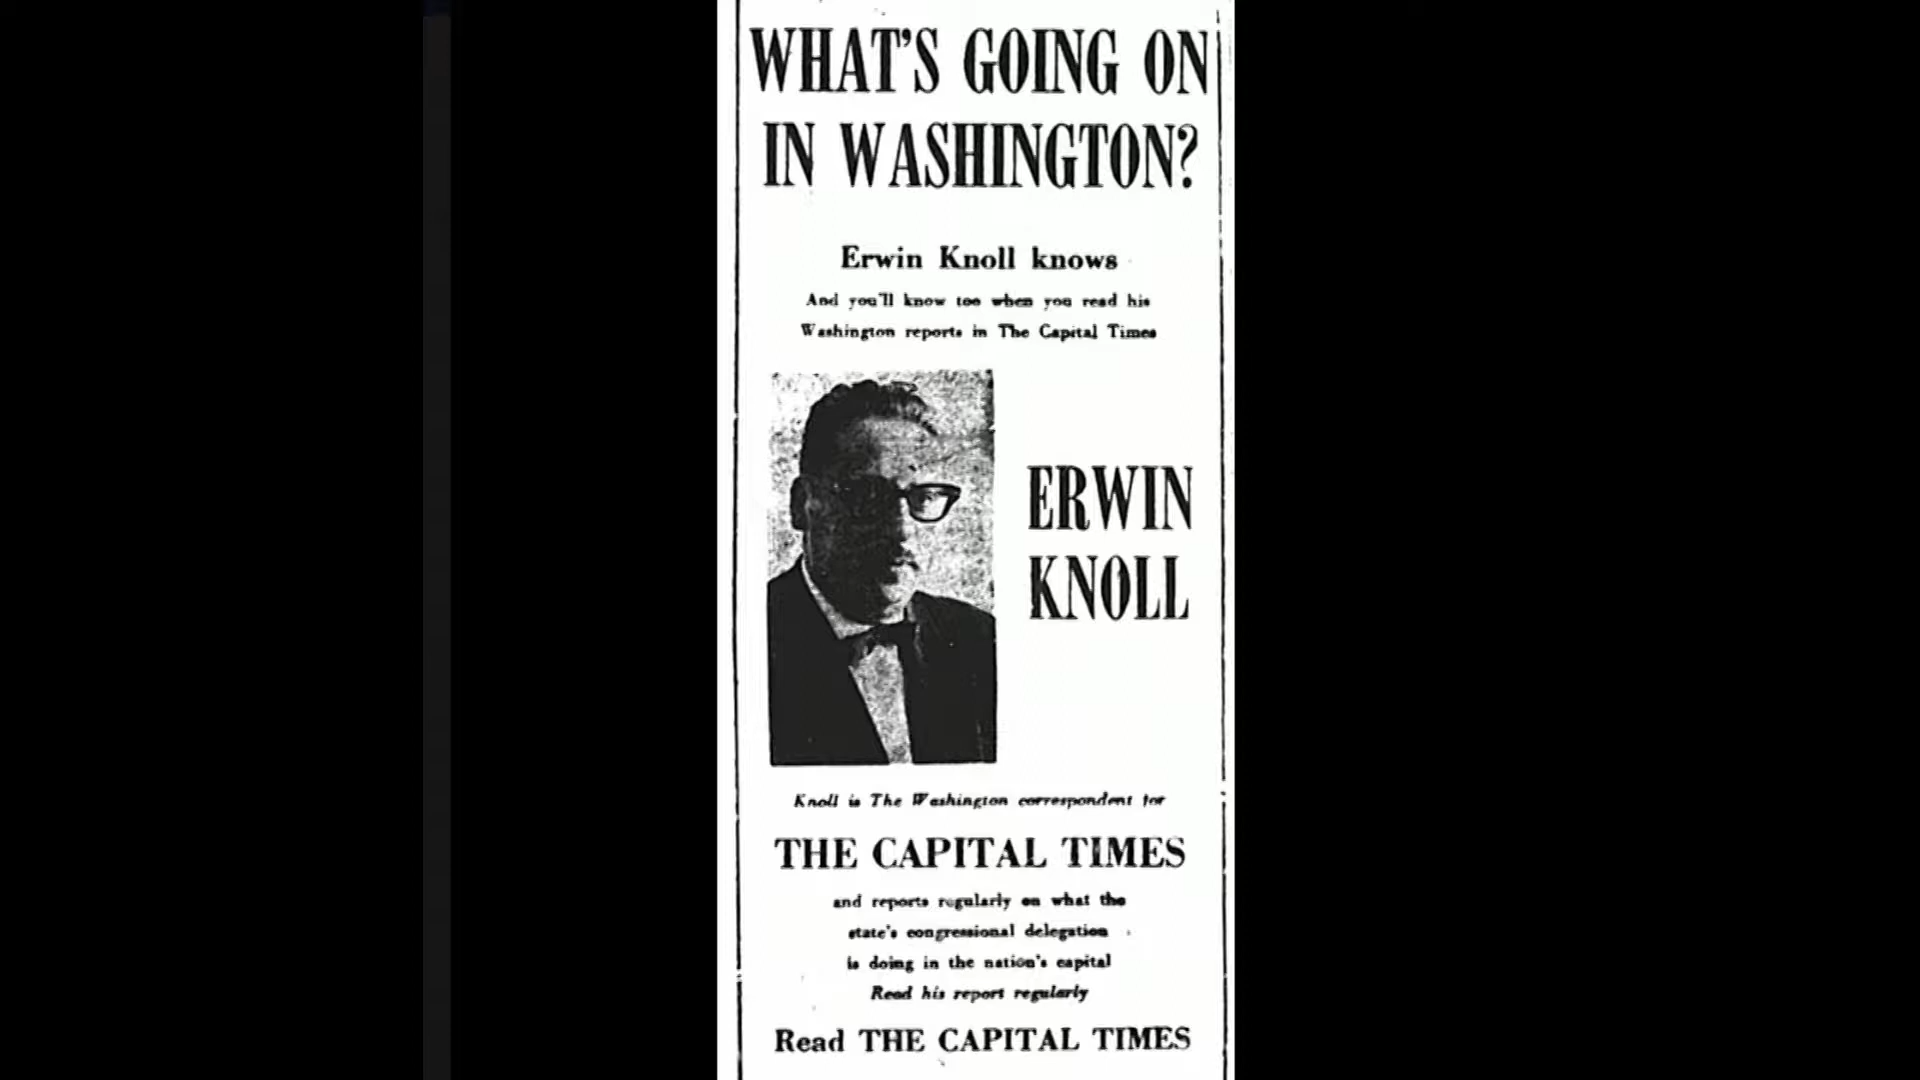 WHAT'S GOING ON
IN WASHINGTON?
Erwin Knoll knows
And you'll know too when you read his
Washington reports in The Capital Times
ERWIN
KNOLL
Knoll is The Washington correspondent for
THE CAPITAL TIMES
and reports regularly on what the
state's congressional delegation
is doing in the nation's capital
Read his report regularly
Read THE CAPITAL TIMES